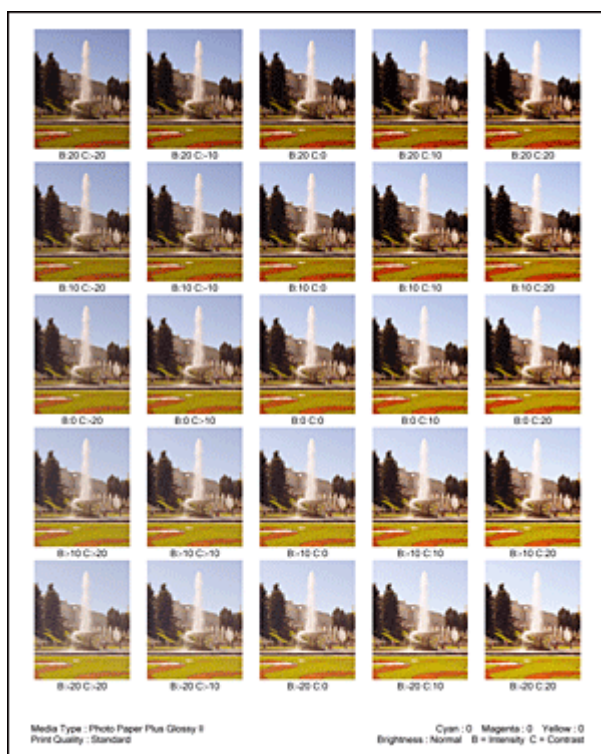 B:20 C:-20 B:20 C:-10 B:20 C:0 B:20 C:10 B:20 C:20
B:10 C:-20 B:10 C:-10 B:10 C:0 B:10 C:10 B:10 C:20
B:0 C:-20 B:0 C:-10 B:0 C:0 B:0 C:10 B:0 C:20
B:-10 C:-20 B:-10 C:-10 B:-10 C:0 B:-10 C:10 B:-10 C:20
B:-20 C:-20 B:-20 C:-10 B:-20 C:0 B:-20 C:10 B:-20 C:20
Media Type : Photo Paper Plus Glossy II
Cyan : 0 Magenta : 0 Yellow : 0
Print Quality : Standard
Brightness : Normal B = Intensity C = Contrast